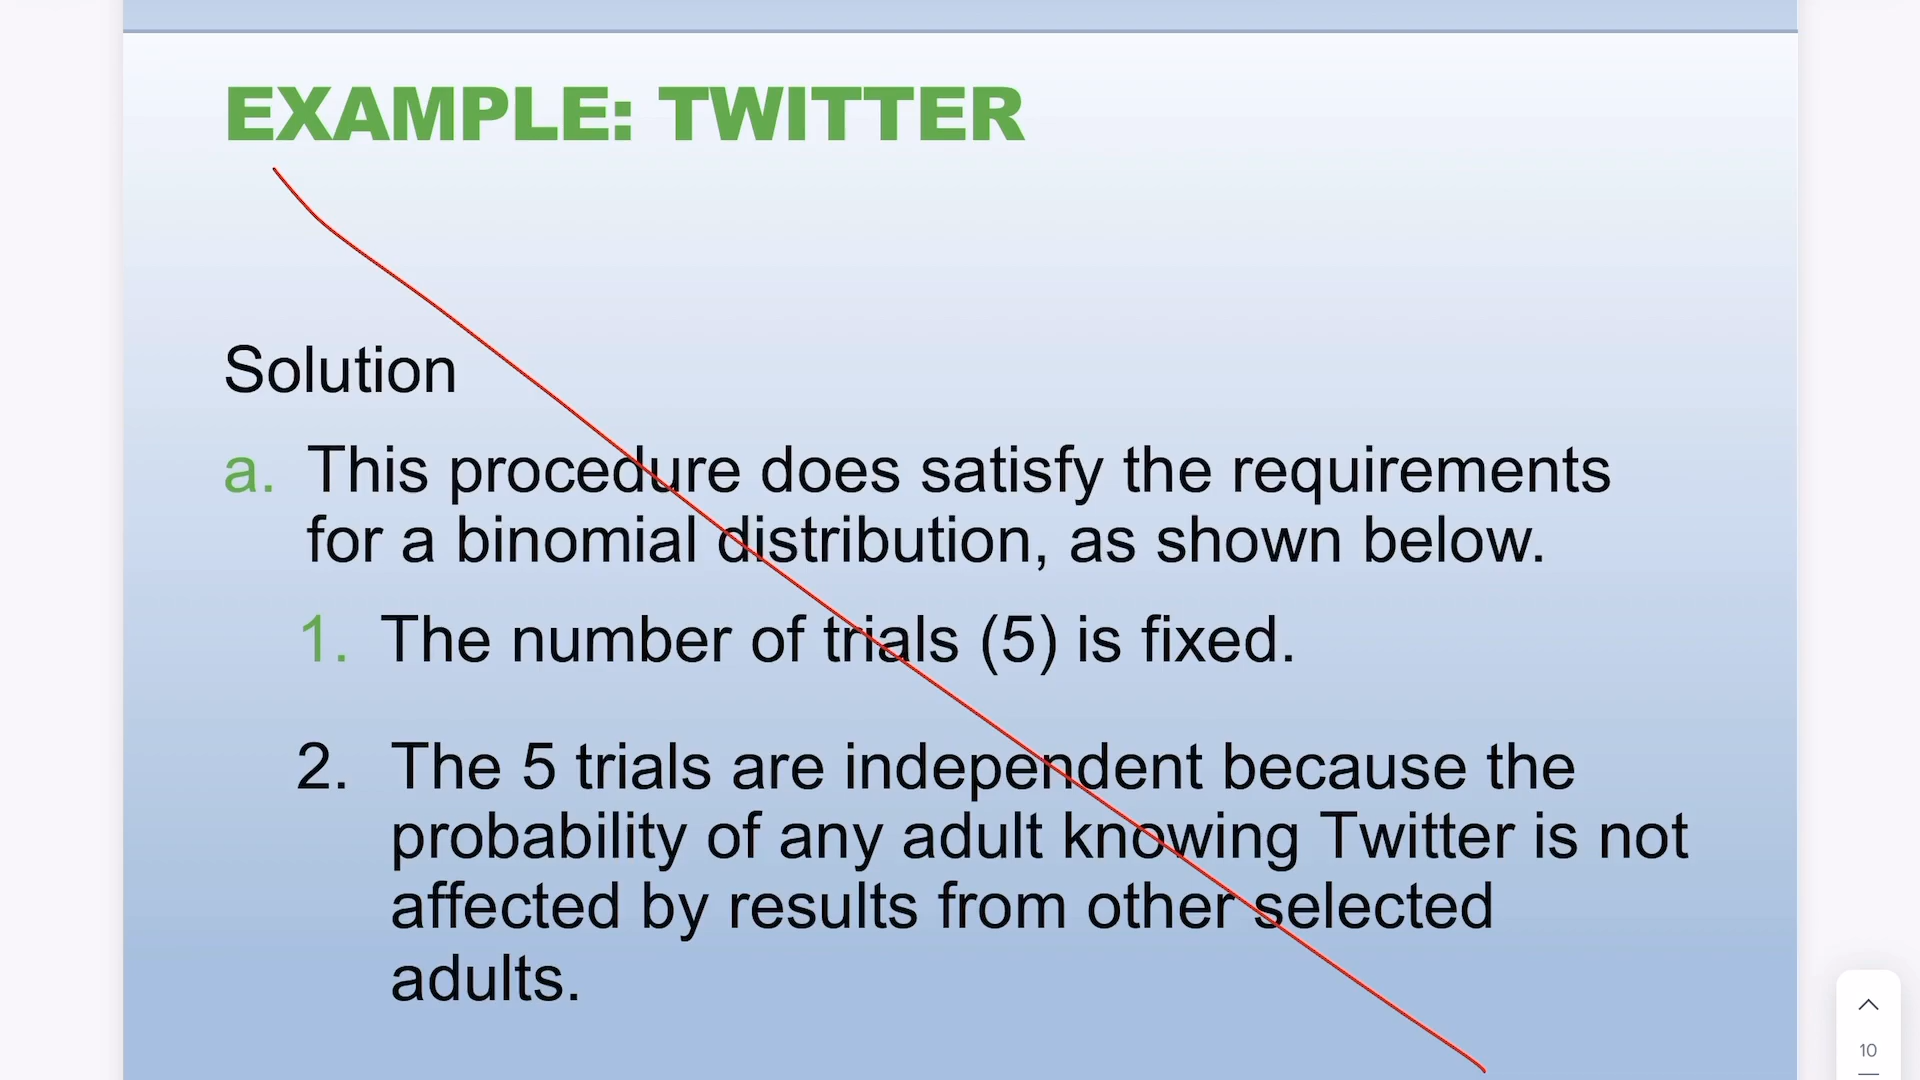 EXAMPLE: TWITTER
Solution
a. This procedure does satisfy the requirements
for a binomial distribution, as shown below.
1. The number of trials (5) is fixed.
2. The 5 trials are independent because the
probability of any adult knowing Twitter is not
affected by results from other selected
adults.
10